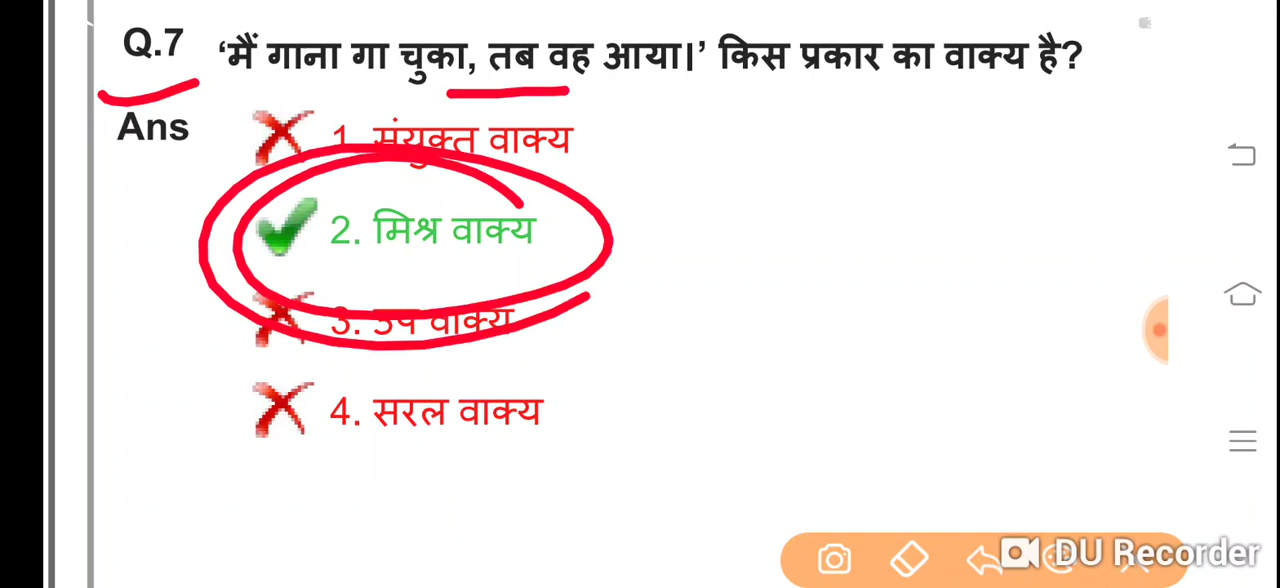 Q.7 ‘मैं गाना गा चुका, तब वह आया।’ किस प्रकार का वाक्य है?
Ans
1. संयुक्त वाक्य
2. मिश्र वाक्य
3. उप वाक्य
4. सरल वाक्य
DU Recorder